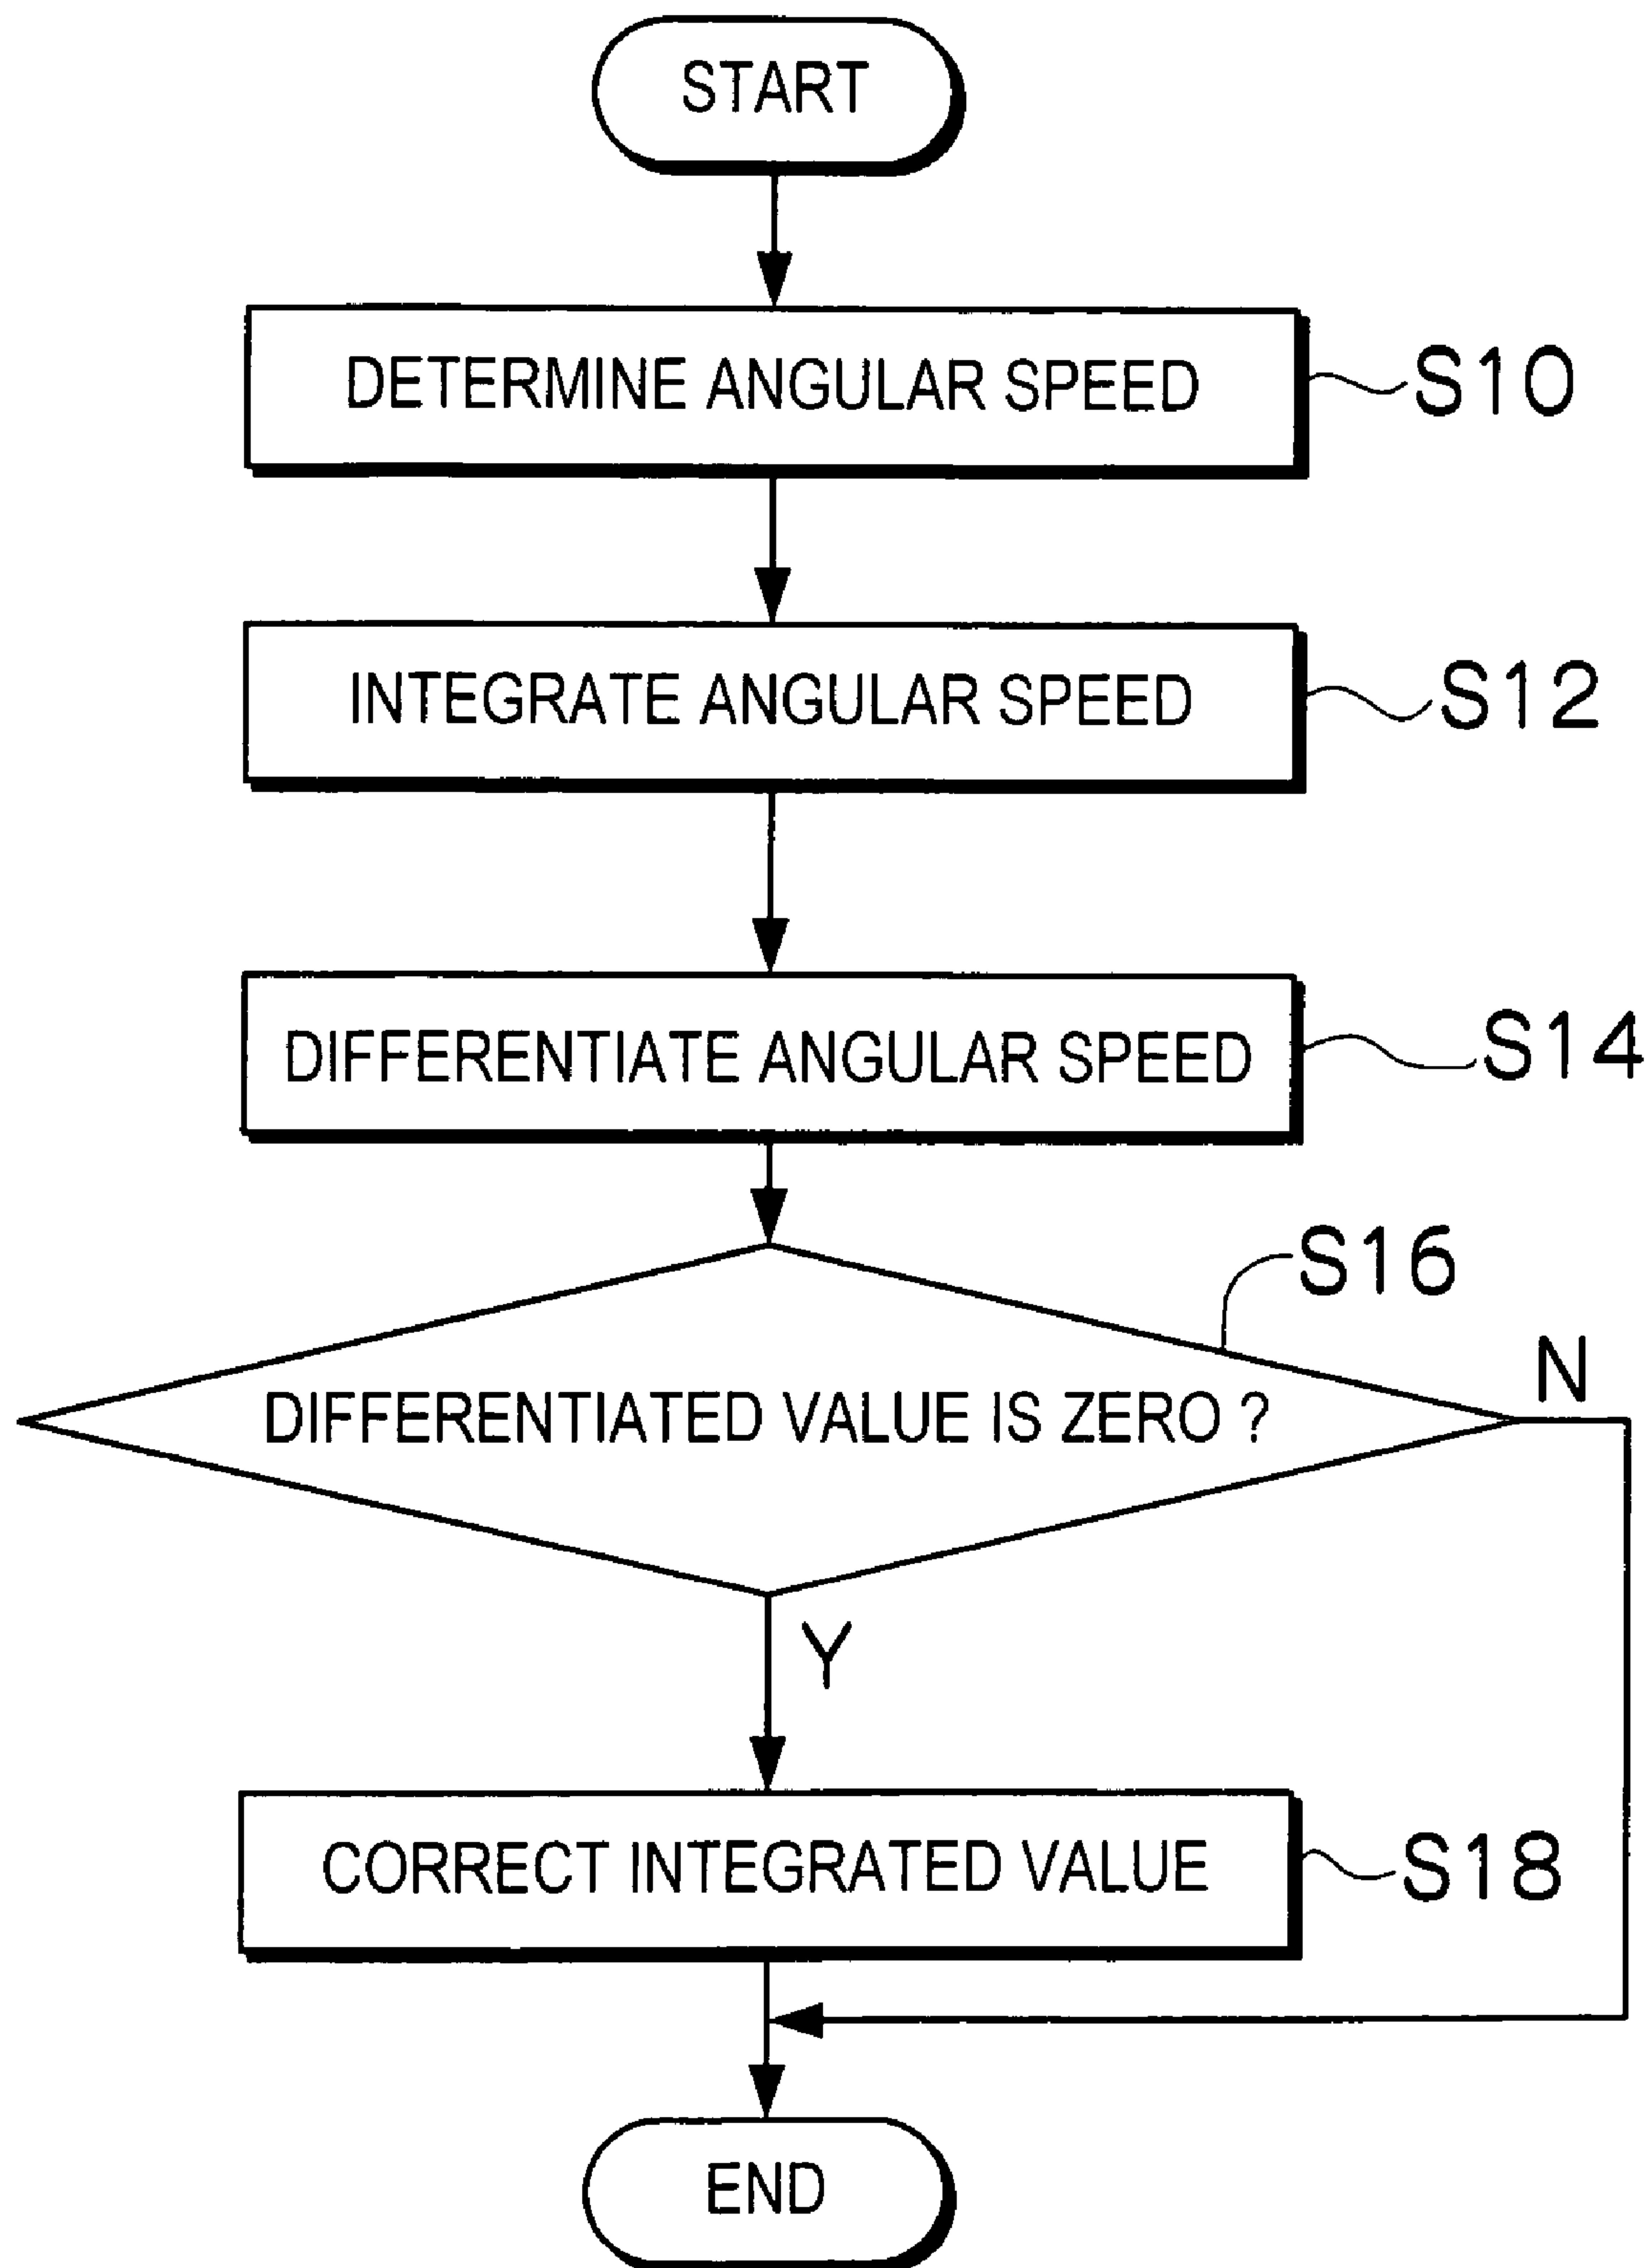 START
DETERMINE ANGULAR SPEED
S10
INTEGRATE ANGULAR SPEED
S12
DIFFERENTIATE ANGULAR SPEED
S14
S16
DIFFERENTIATED VALUE IS ZERO ?
N
Y
CORRECT INTEGRATED VALUE
S18
END